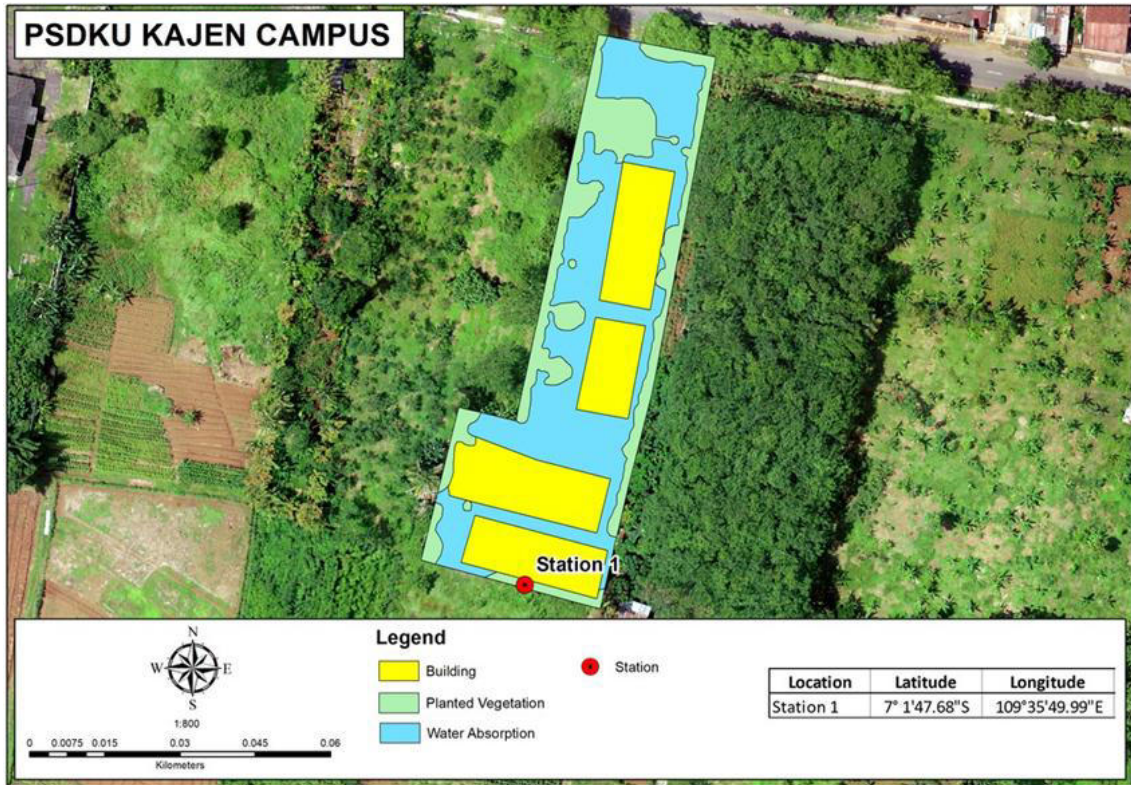 PSDKU KAJEN CAMPUS
Station 1
N
W E
S
1:800
0 0.0075 0.015 0.03 0.045 0.06
Kilometers
Legend
Building
Planted Vegetation
Water Absorption
Station
Location Latitude Longitude
Station 1 7° 1'47.68"S 109°35'49.99"E